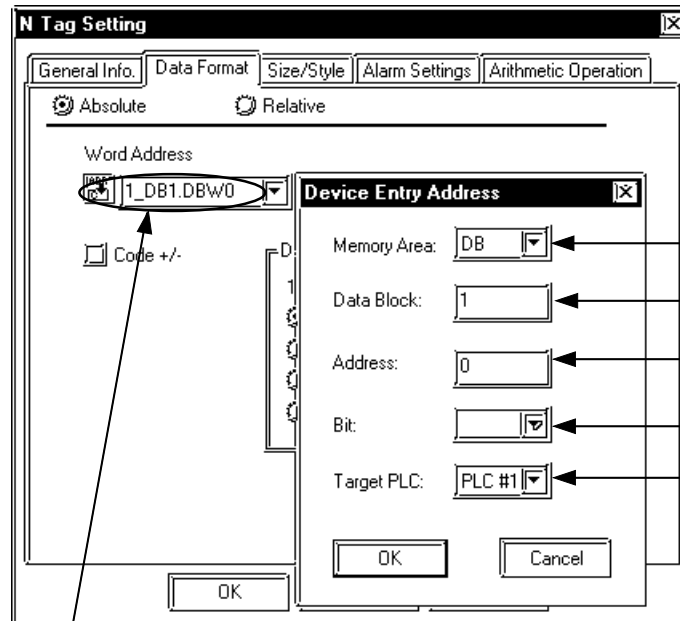 N Tag Setting
General Info. Data Format Size/Style Alarm Settings Arithmetic Operation
Absolute Relative
Word Address
1_DB1.DBW0
Device Entry Address
Code +/-
D
1
Memory Area: DB
Data Block: 1
Address: 0
Bit:
Target PLC: PLC #1
OK Cancel
OK